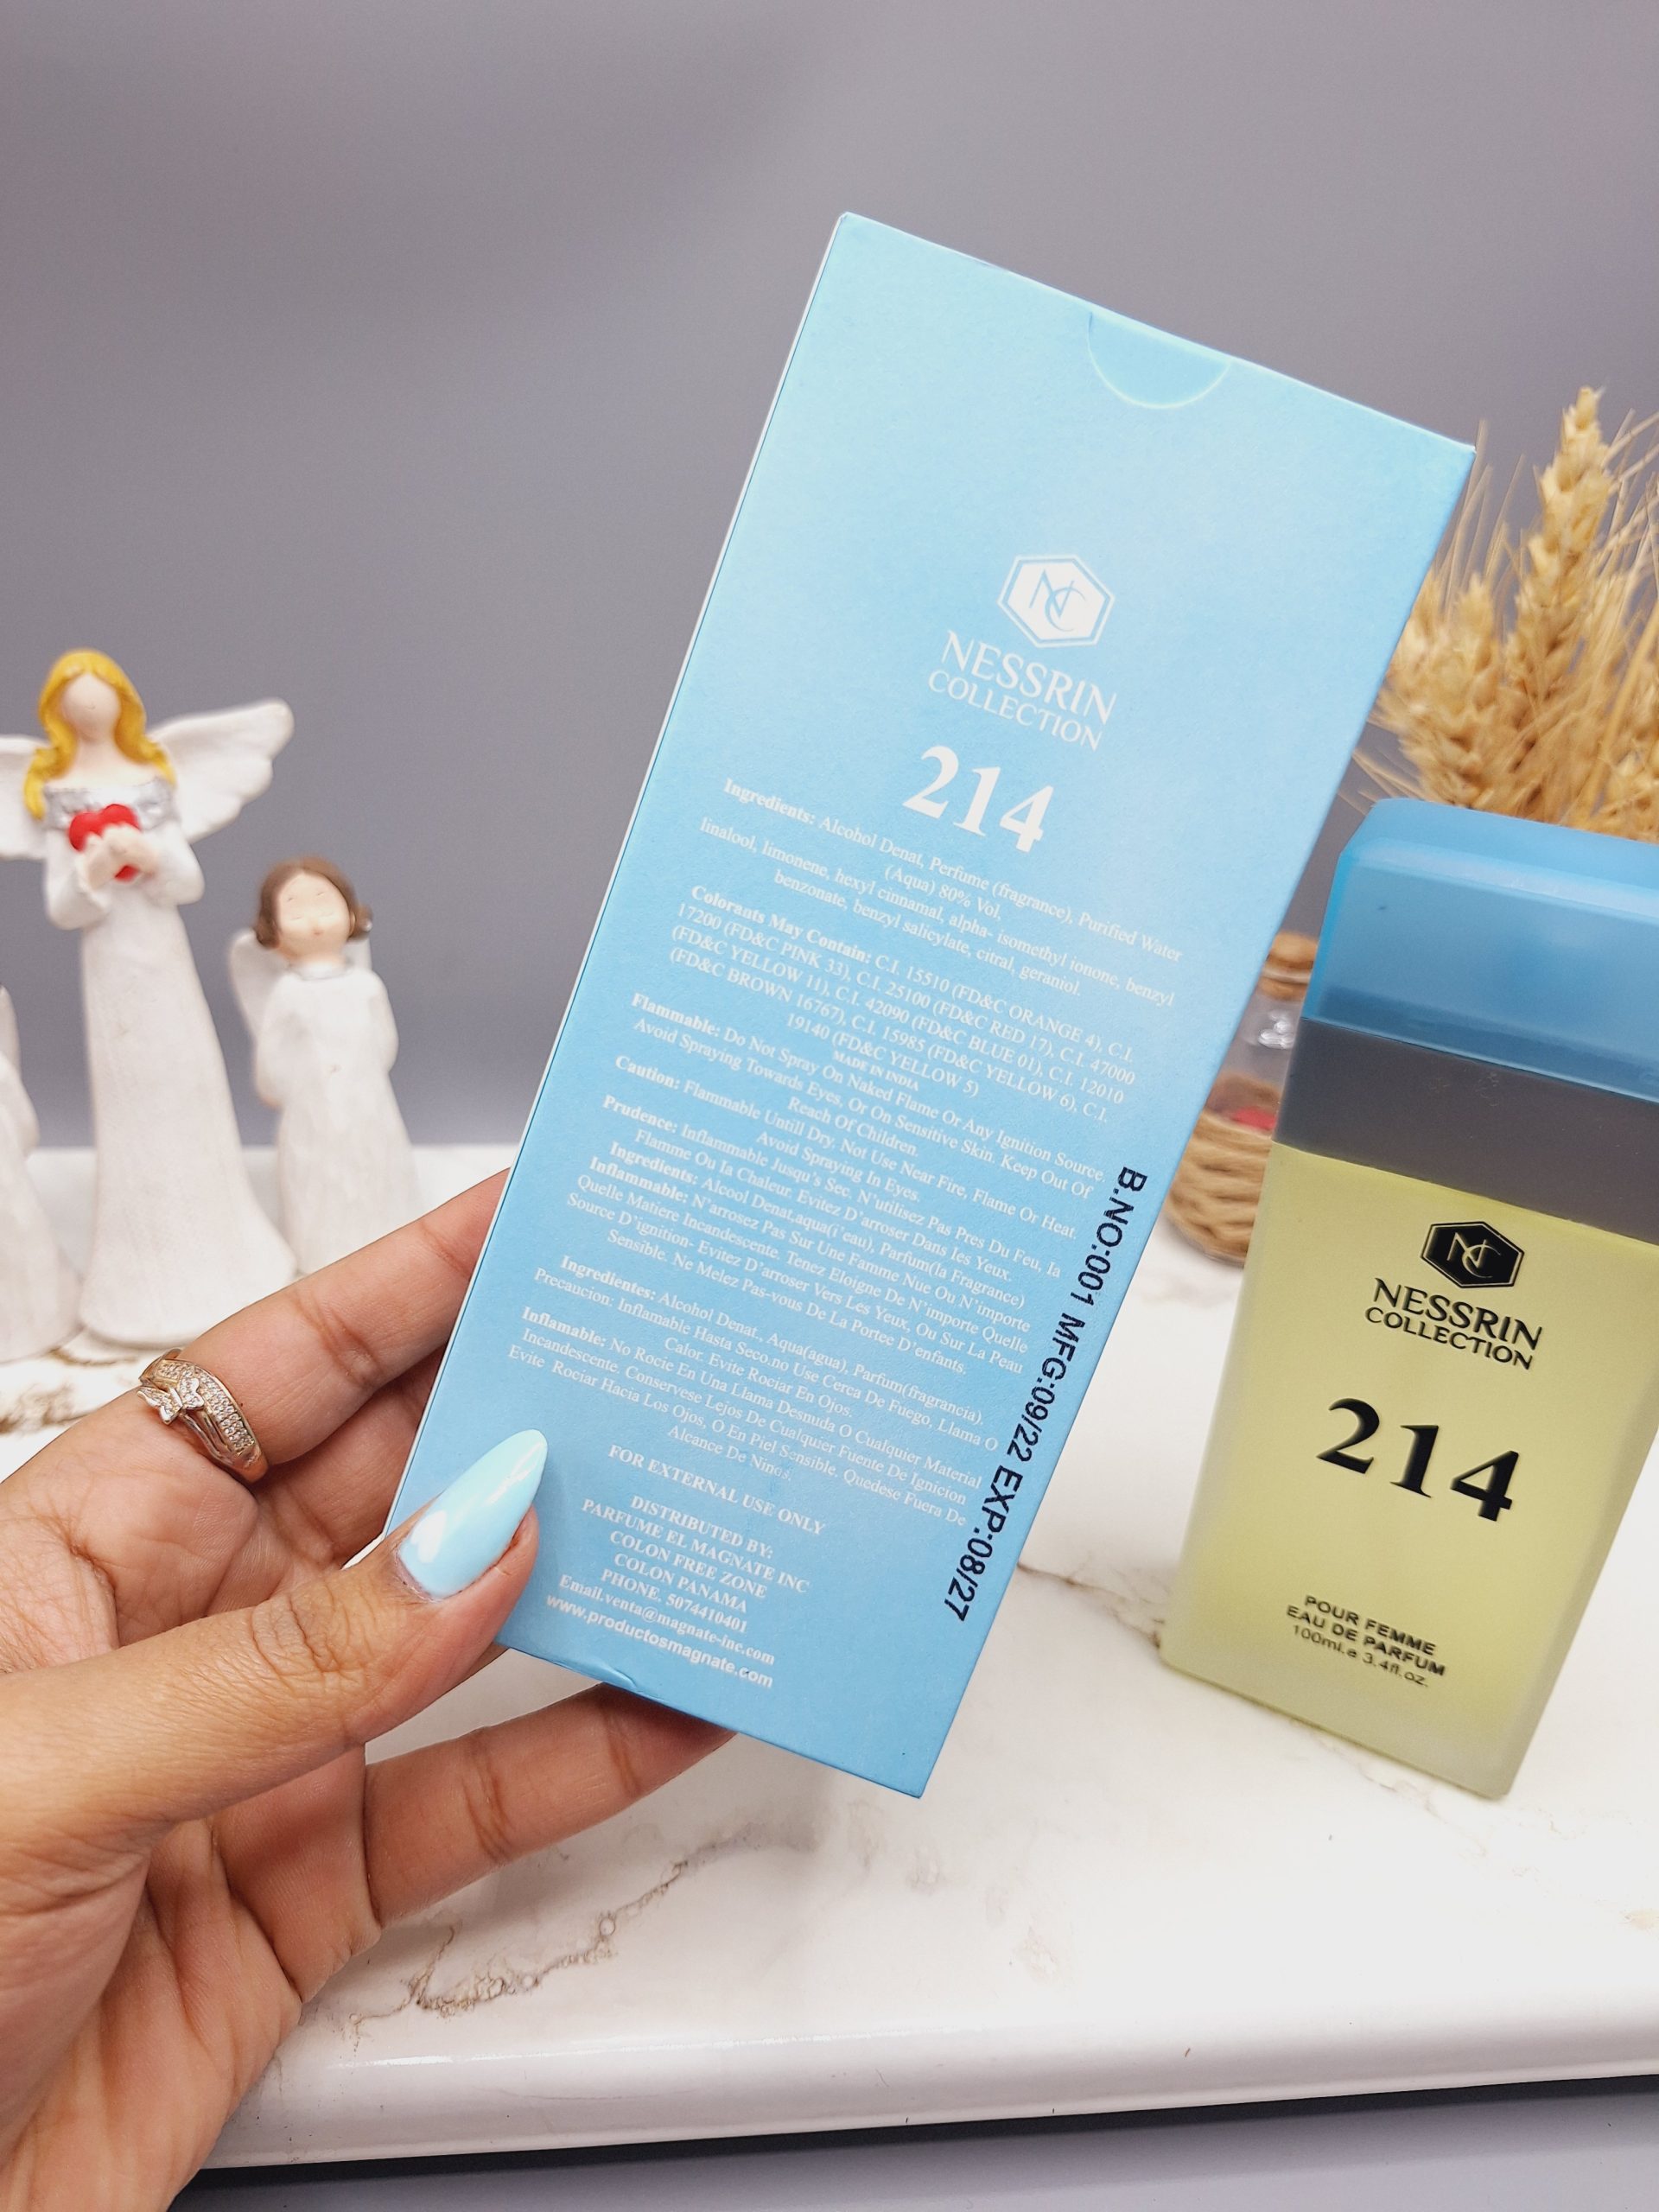 NC
NESSRIN
COLLECTION
214
Ingredients: Alcohol Denat, Perfume (fragrance), Purified Water
(Aqua) 80% Vol.
linalool, limonene, hexyl cinnamal, alpha- isomethyl ionone, benzyl
benzonate, benzyl salicylate, citral, geraniol.
Colorants May Contain: C.I. 15510 (FD&C ORANGE 4), C.I.
17200 (FD&C PINK 33), C.I. 25100 (FD&C RED 17), C.I. 47000
(FD&C YELLOW 11), C.I. 42090 (FD&C BLUE 01), C.I. 12010
(FD&C BROWN 16767), C.I. 15985 (FD&C YELLOW 6), C.I.
19140 (FD&C YELLOW 5)
MADE IN INDIA
Flammable: Do Not Spray On Naked Flame Or Any Ignition Source.
Avoid Spraying Towards Eyes, Or On Sensitive Skin. Keep Out Of
Reach Of Children.
Caution: Flammable Untill Dry. Not Use Near Fire, Flame Or Heat.
Avoid Spraying In Eyes.
Prudence: Inflammable Jusqu's Sec. N'utilisez Pas Pres Du Feu, Ia
Flamme Ou Ia Chaleur. Evitez D'arroser Dans les Yeux.
Ingredients: Alcool Denat,aqua(i'eau), Parfum(la Fragrance)
Inflammable: N'arrosez Pas Sur Une Famme Nue Ou N'importe
Quelle Matiere Incandescente. Tenez Eloigne De N'importe Quelle
Source D'ignition- Evitez D'arroser Vers Les Yeux, Ou Sur La Peau
Sensible. Ne Melez Pas-vous De La Portee D'enfants.
Ingredientes: Alcohol Denat., Aqua(agua), Parfum(fragrancia).
Precaucion: Inflamable Hasta Seco,no Use Cerca De Fuego, Llama O
Calor. Evite Rociar En Ojos.
Inflamable: No Rocie En Una Llama Desnuda O Cualquier Material
Incandescente. Conservese Lejos De Cualquier Fuente De Ignicion
Evite Rociar Hacia Los Ojos, O En Piel Sensible. Quedese Fuera De
Alcance De Ninos.
FOR EXTERNAL USE ONLY
DISTRIBUTED BY:
PARFUME EL MAGNATE INC
COLON FREE ZONE
COLON PANAMA
PHONE. 5074410401
Email.venta@magnate-inc.com
www.productosmagnate.com
B.NO:001 MFG:09/22 EXP:08/27
NC
NESSRIN
COLLECTION
214
POUR FEMME
EAU DE PARFUM
100ml.e 3.4fl.oz.